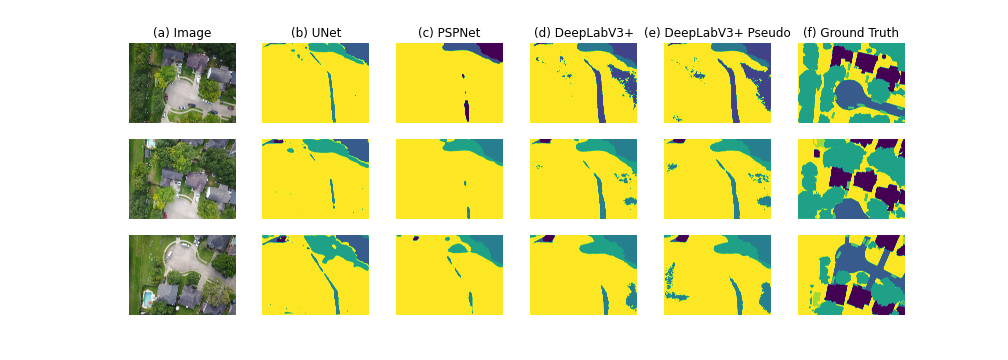 (a) Image
(b) UNet
(c) PSPNet
(d) DeepLabV3+
(e) DeepLabV3+ Pseudo
(f) Ground Truth